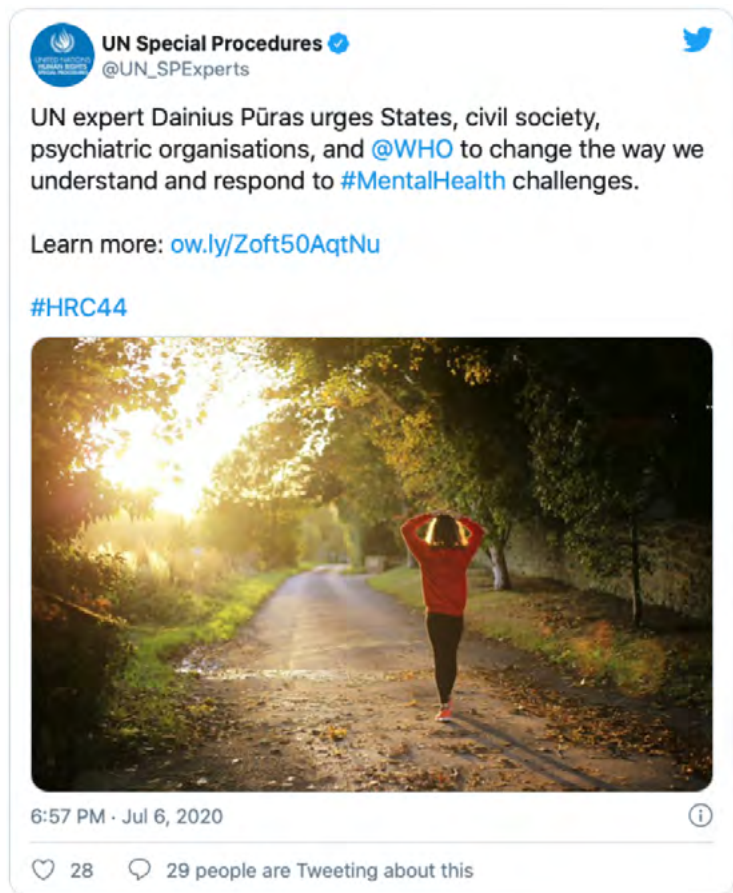 UN Special Procedures
@UN_SPExperts
UN expert Dainius Pūras urges States, civil society,
psychiatric organisations, and @WHO to change the way we
understand and respond to #MentalHealth challenges.
Learn more: ow.ly/Zoft50AqtNu
#HRC44
6:57 PM · Jul 6, 2020
28 29 people are Tweeting about this